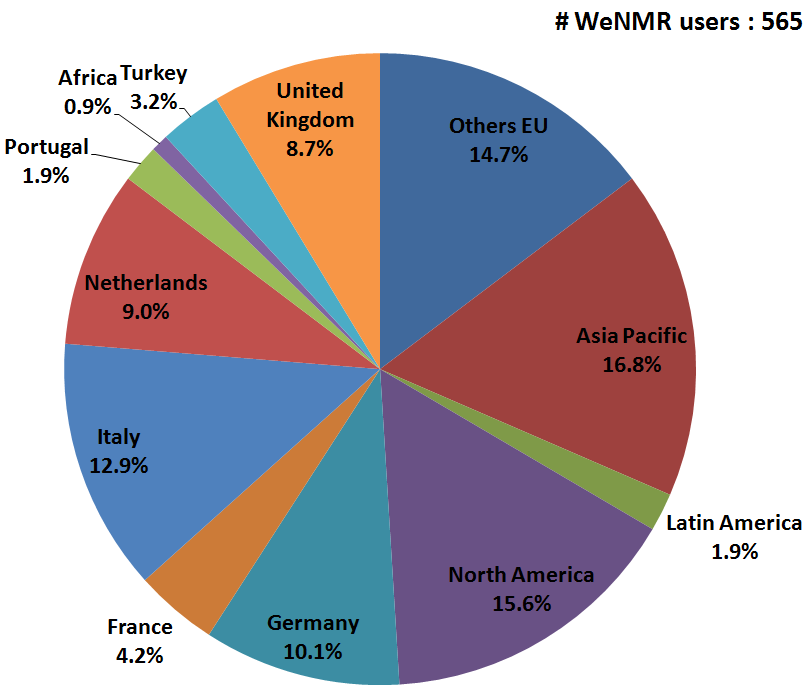 # WeNMR users : 565
Others EU
14.7%
Asia Pacific
16.8%
Latin America
1.9%
North America
15.6%
Germany
10.1%
France
4.2%
Italy
12.9%
Netherlands
9.0%
Portugal
1.9%
Africa
0.9%
Turkey
3.2%
United
Kingdom
8.7%